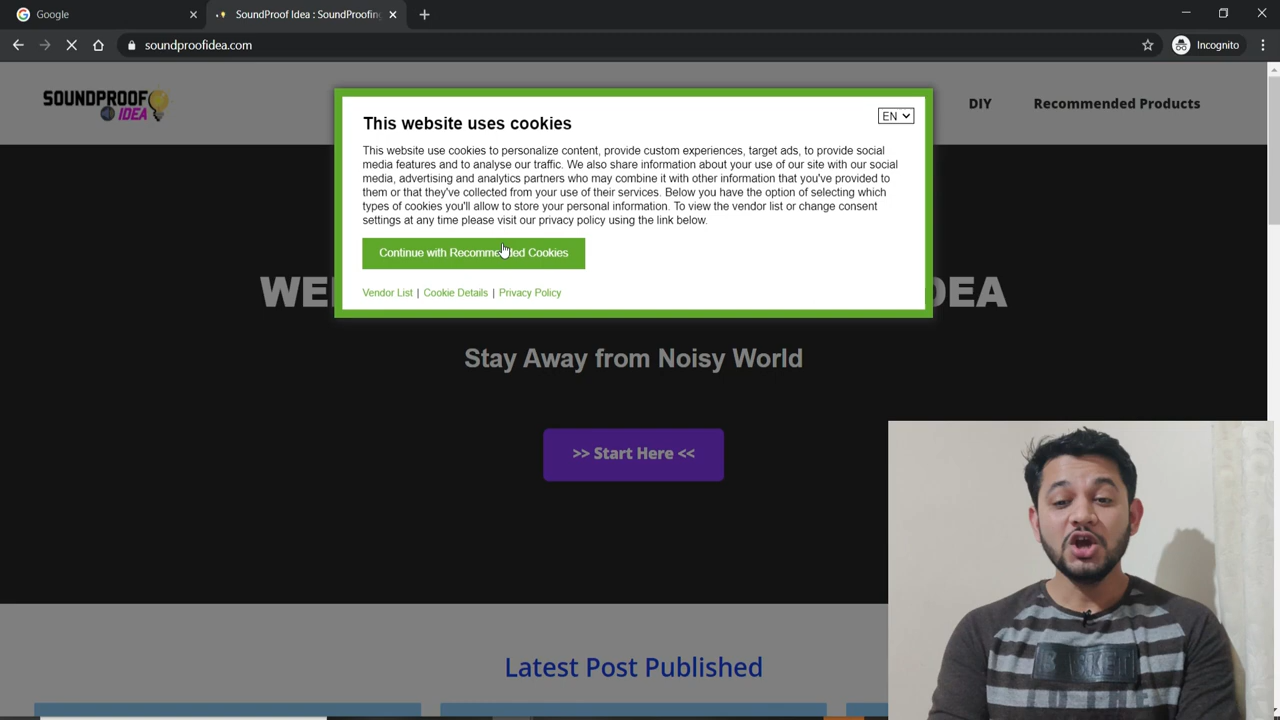 Google
SoundProof Idea : SoundProofing
soundproofidea.com
Incognito
SOUNDPROOF
IDEA
DIY
Recommended Products
This website uses cookies
EN
This website use cookies to personalize content, provide custom experiences, target ads, to provide social
media features and to analyse our traffic. We also share information about your use of our site with our social
media, advertising and analytics partners who may combine it with other information that you've provided to
them or that they've collected from your use of their services. Below you have the option of selecting which
types of cookies you'll allow to store your personal information. To view the vendor list or change consent
settings at any time please visit our privacy policy using the link below.
Continue with Recommended Cookies
Vendor List | Cookie Details | Privacy Policy
Stay Away from Noisy World
>> Start Here <<
Latest Post Published